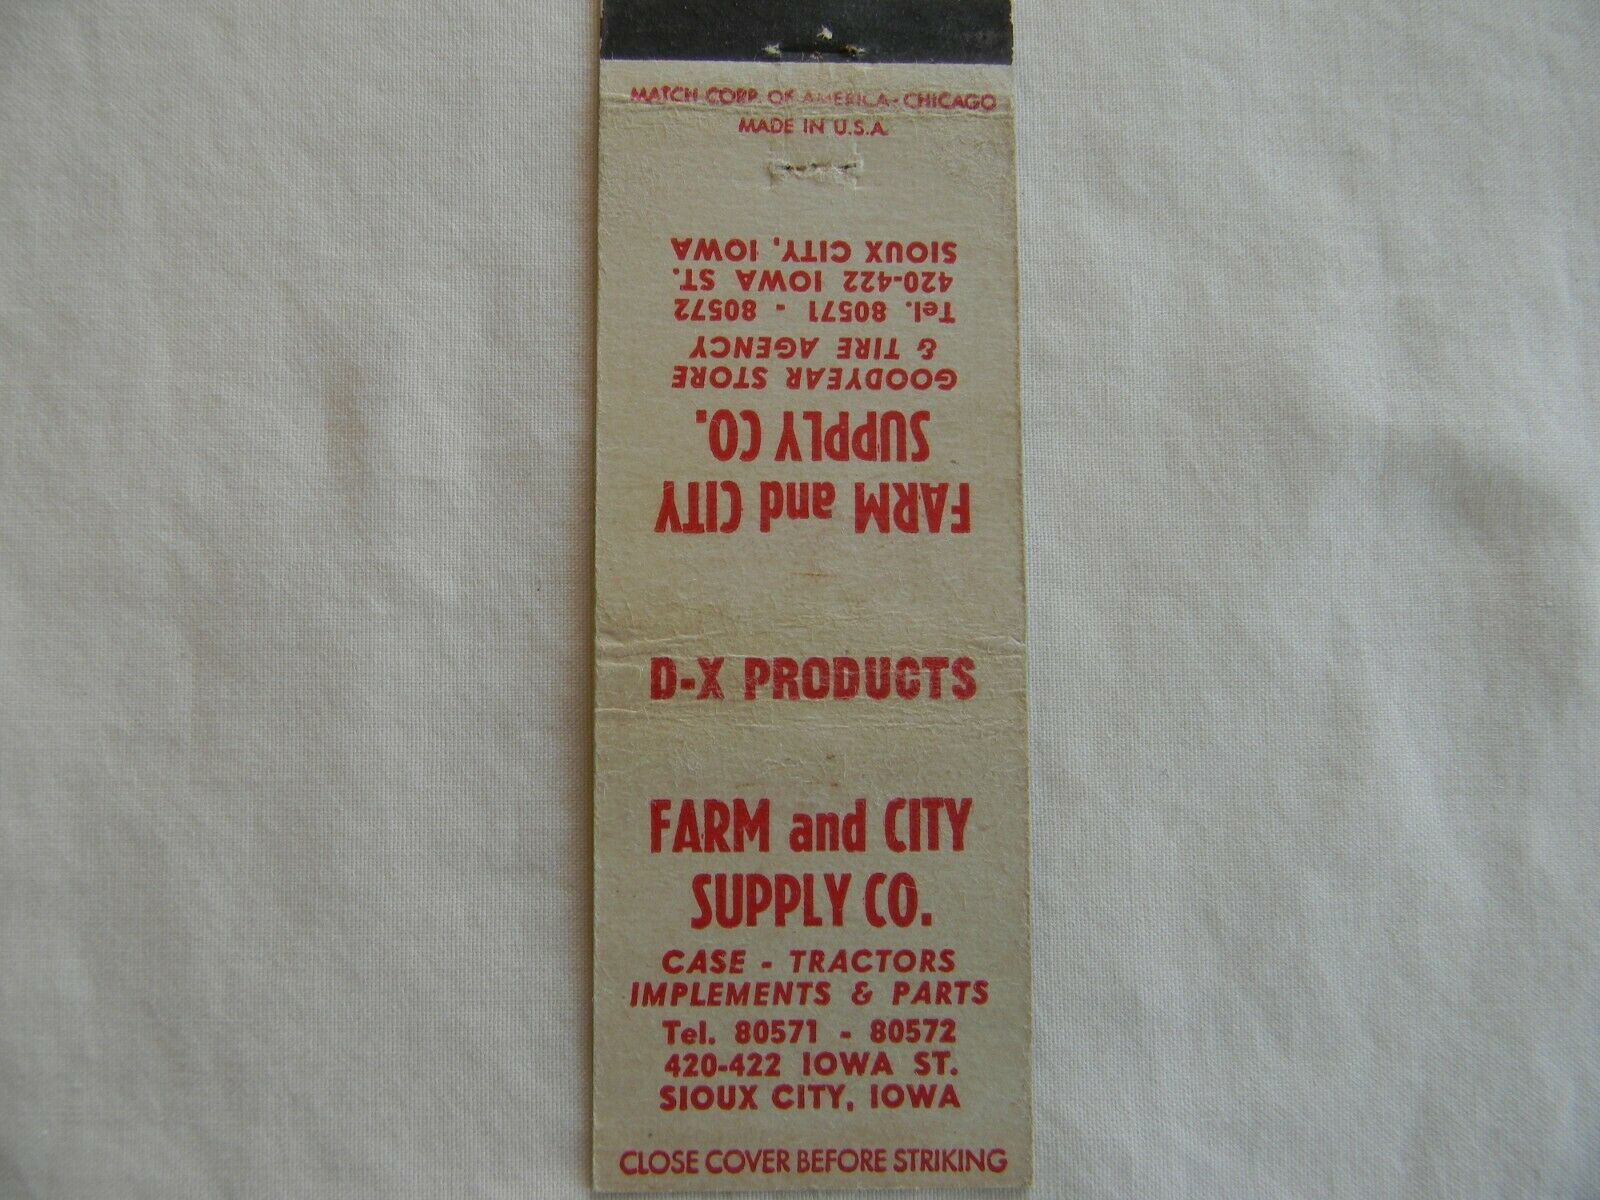 MATCH CORP. OF AMERICA - CHICAGO
MADE IN U.S.A.
FARM and CITY
SUPPLY CO.
GOODYEAR STORE
& TIRE AGENCY
Tel. 80571 - 80572
420-422 IOWA ST.
SIOUX CITY, IOWA
D-X PRODUCTS
FARM and CITY
SUPPLY CO.
CASE - TRACTORS
IMPLEMENTS & PARTS
Tel. 80571 - 80572
420-422 IOWA ST.
SIOUX CITY, IOWA
CLOSE COVER BEFORE STRIKING